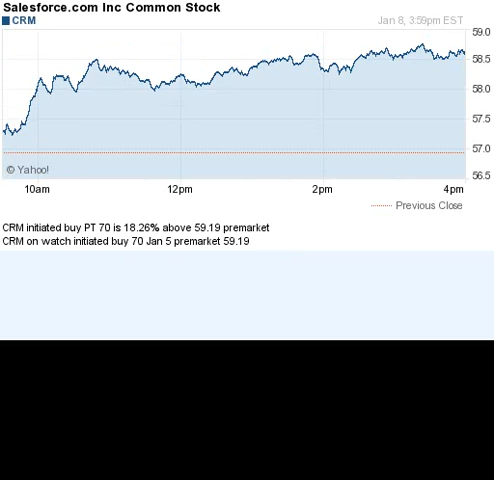 Salesforce.com Inc Common Stock
CRM
Jan 8, 3:59pm EST
59.0
58.5
58.0
57.5
57.0
56.5
© Yahoo!
10am 12pm 2pm 4pm
Previous Close
CRM initiated buy PT 70 is 18.26% above 59.19 premarket
CRM on watch initiated buy 70 Jan 5 premarket 59.19